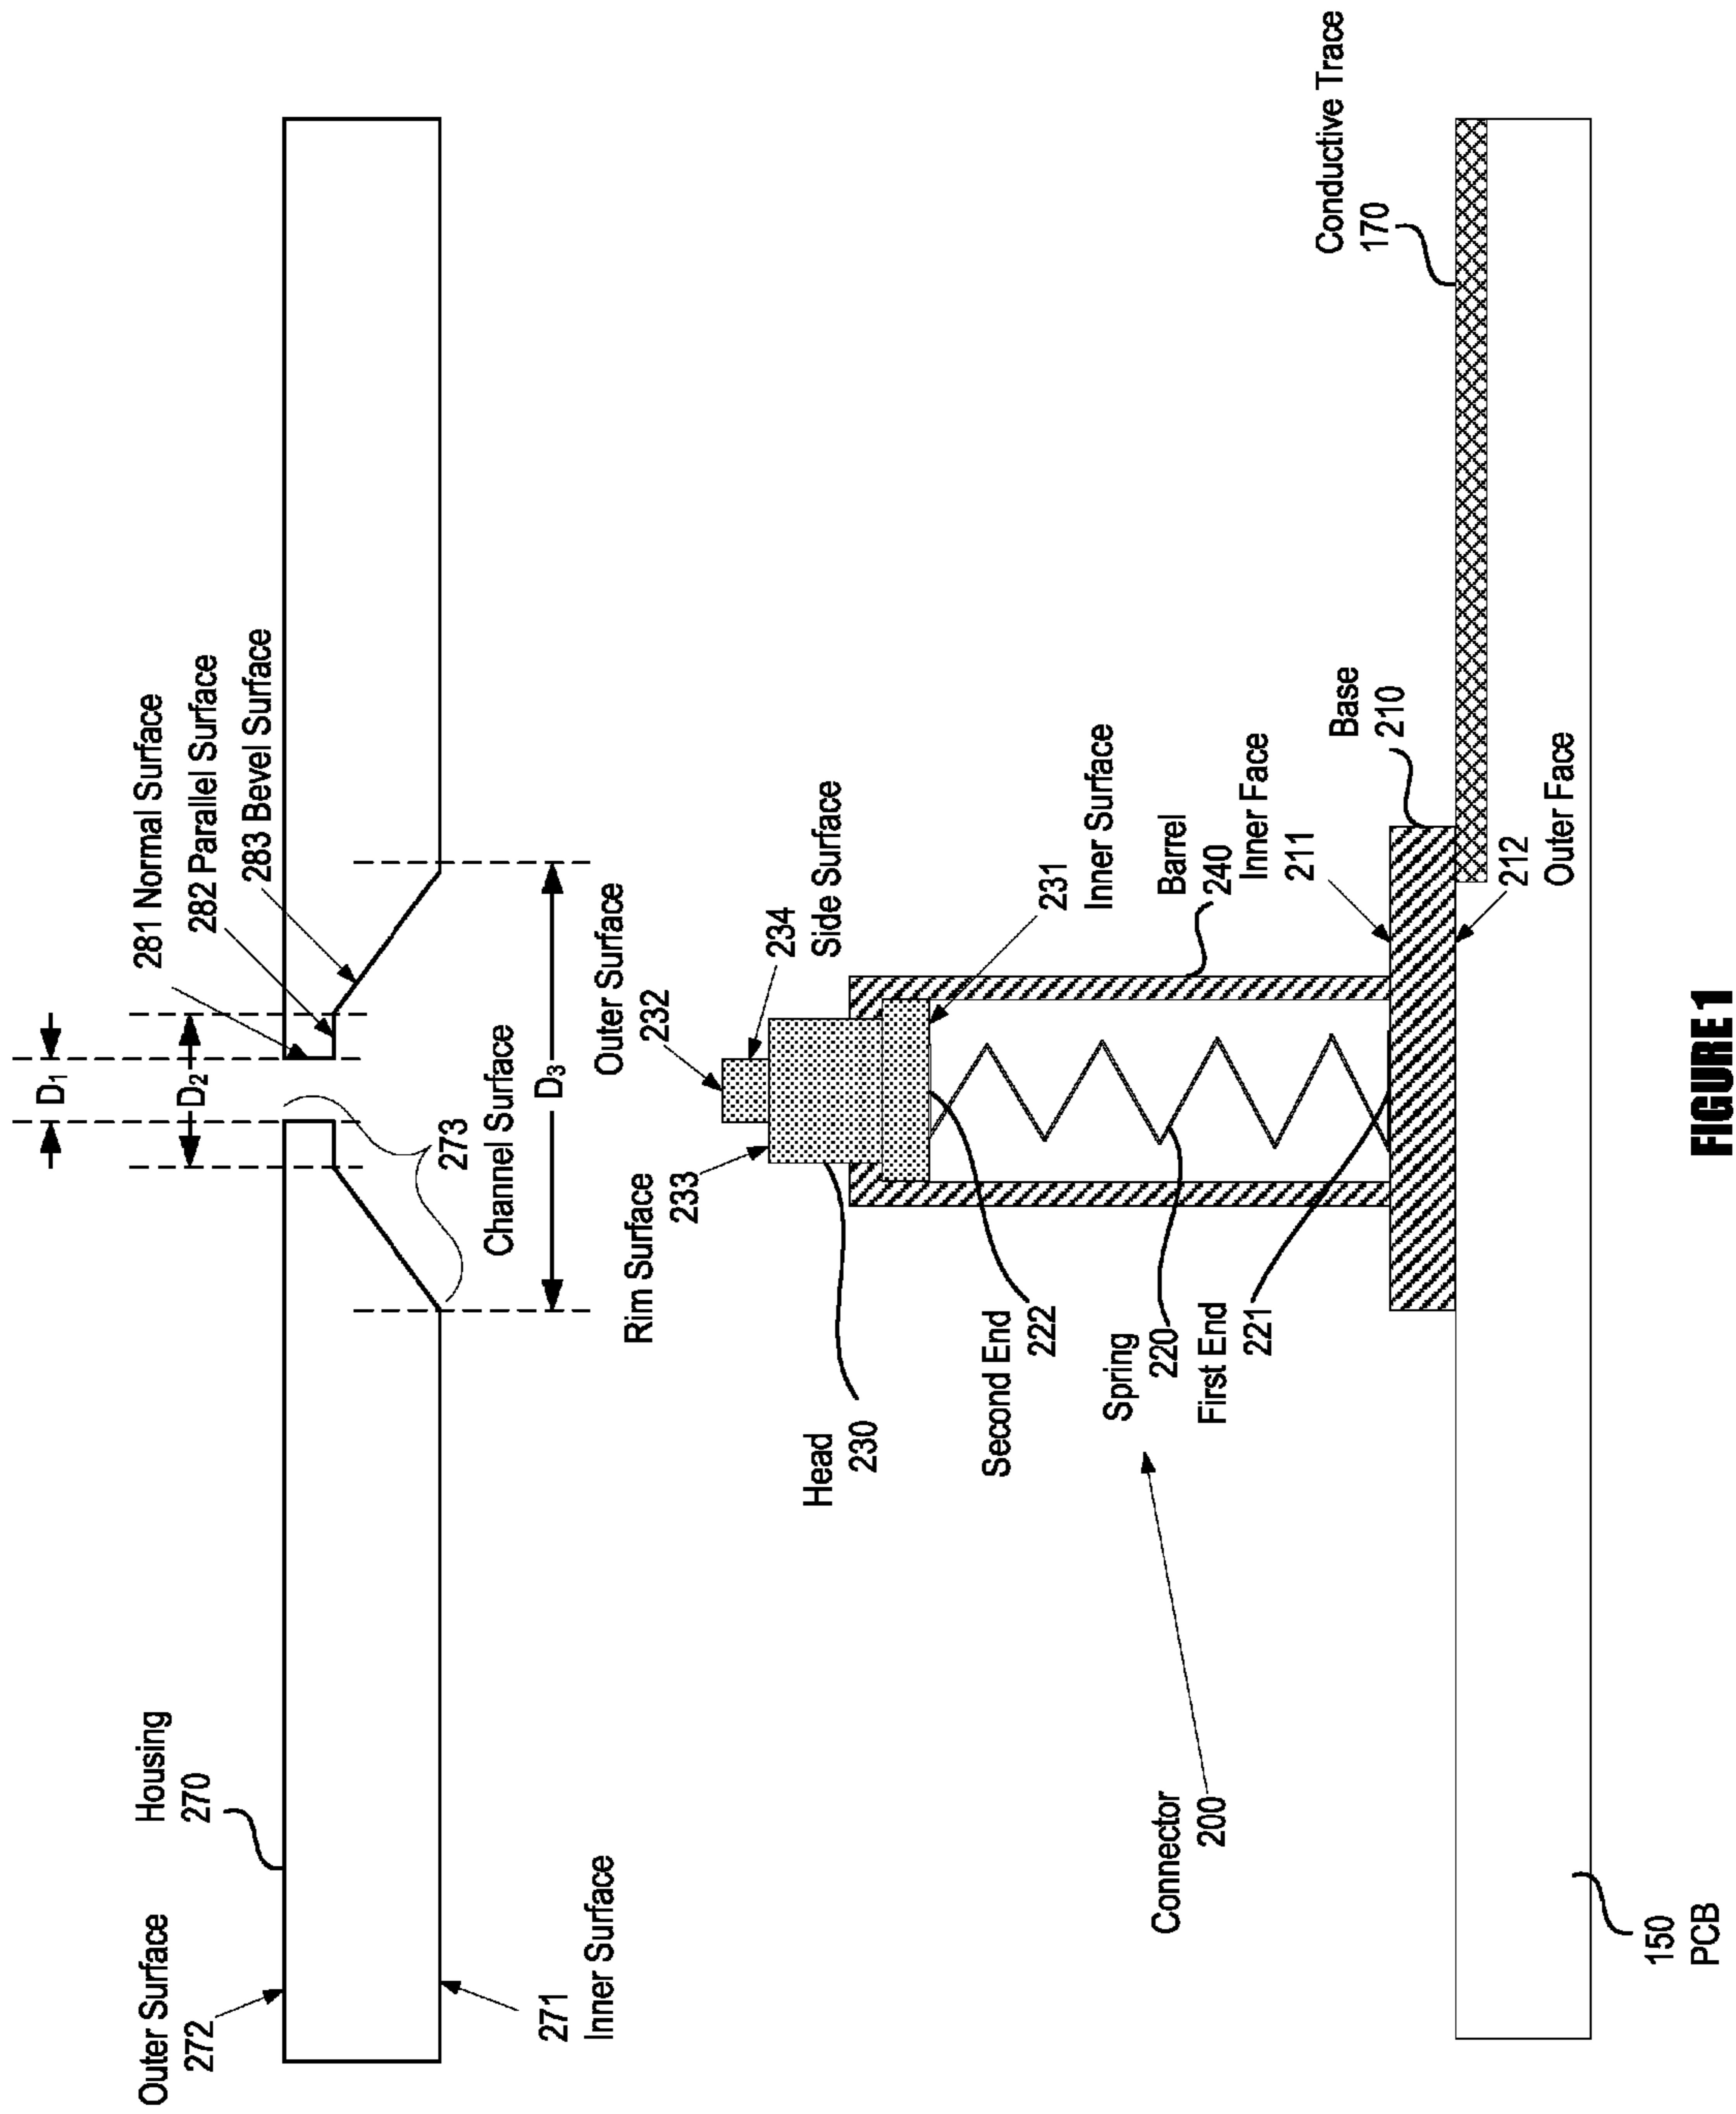 D₁
D₂
D₃
281 Normal Surface
282 Parallel Surface
283 Bevel Surface
Housing
270
Outer Surface
272
271
Inner Surface
273
Channel Surface
Outer Surface
232
234
Side Surface
Rim Surface
233
Head
230
231
Inner Surface
Second End
222
Barrel
240
Spring
220
First End
221
Inner Face
211
Base
210
212
Outer Face
Connector
200
Conductive Trace
170
150
PCB
FIGURE 1